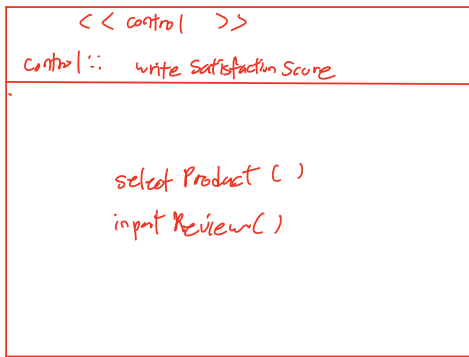 << control >>
control :: write Satisfaction Score
select Product ( )
input Review ( )